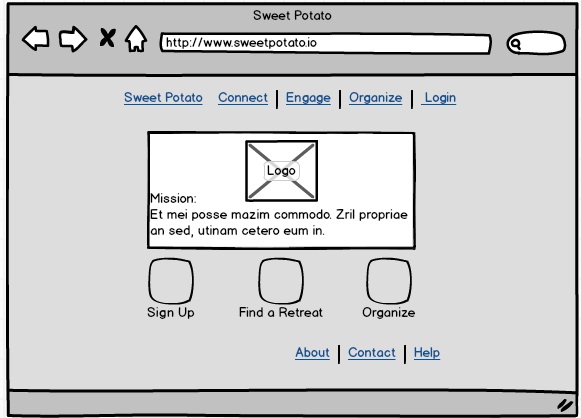 Sweet Potato
http://www.sweetpotato.io
Sweet Potato Connect | Engage | Organize | Login
Logo
Mission:
Et mei posse mazim commodo. Zril propriae
an sed, utinam cetero eum in.
Sign Up Find a Retreat Organize
About | Contact | Help